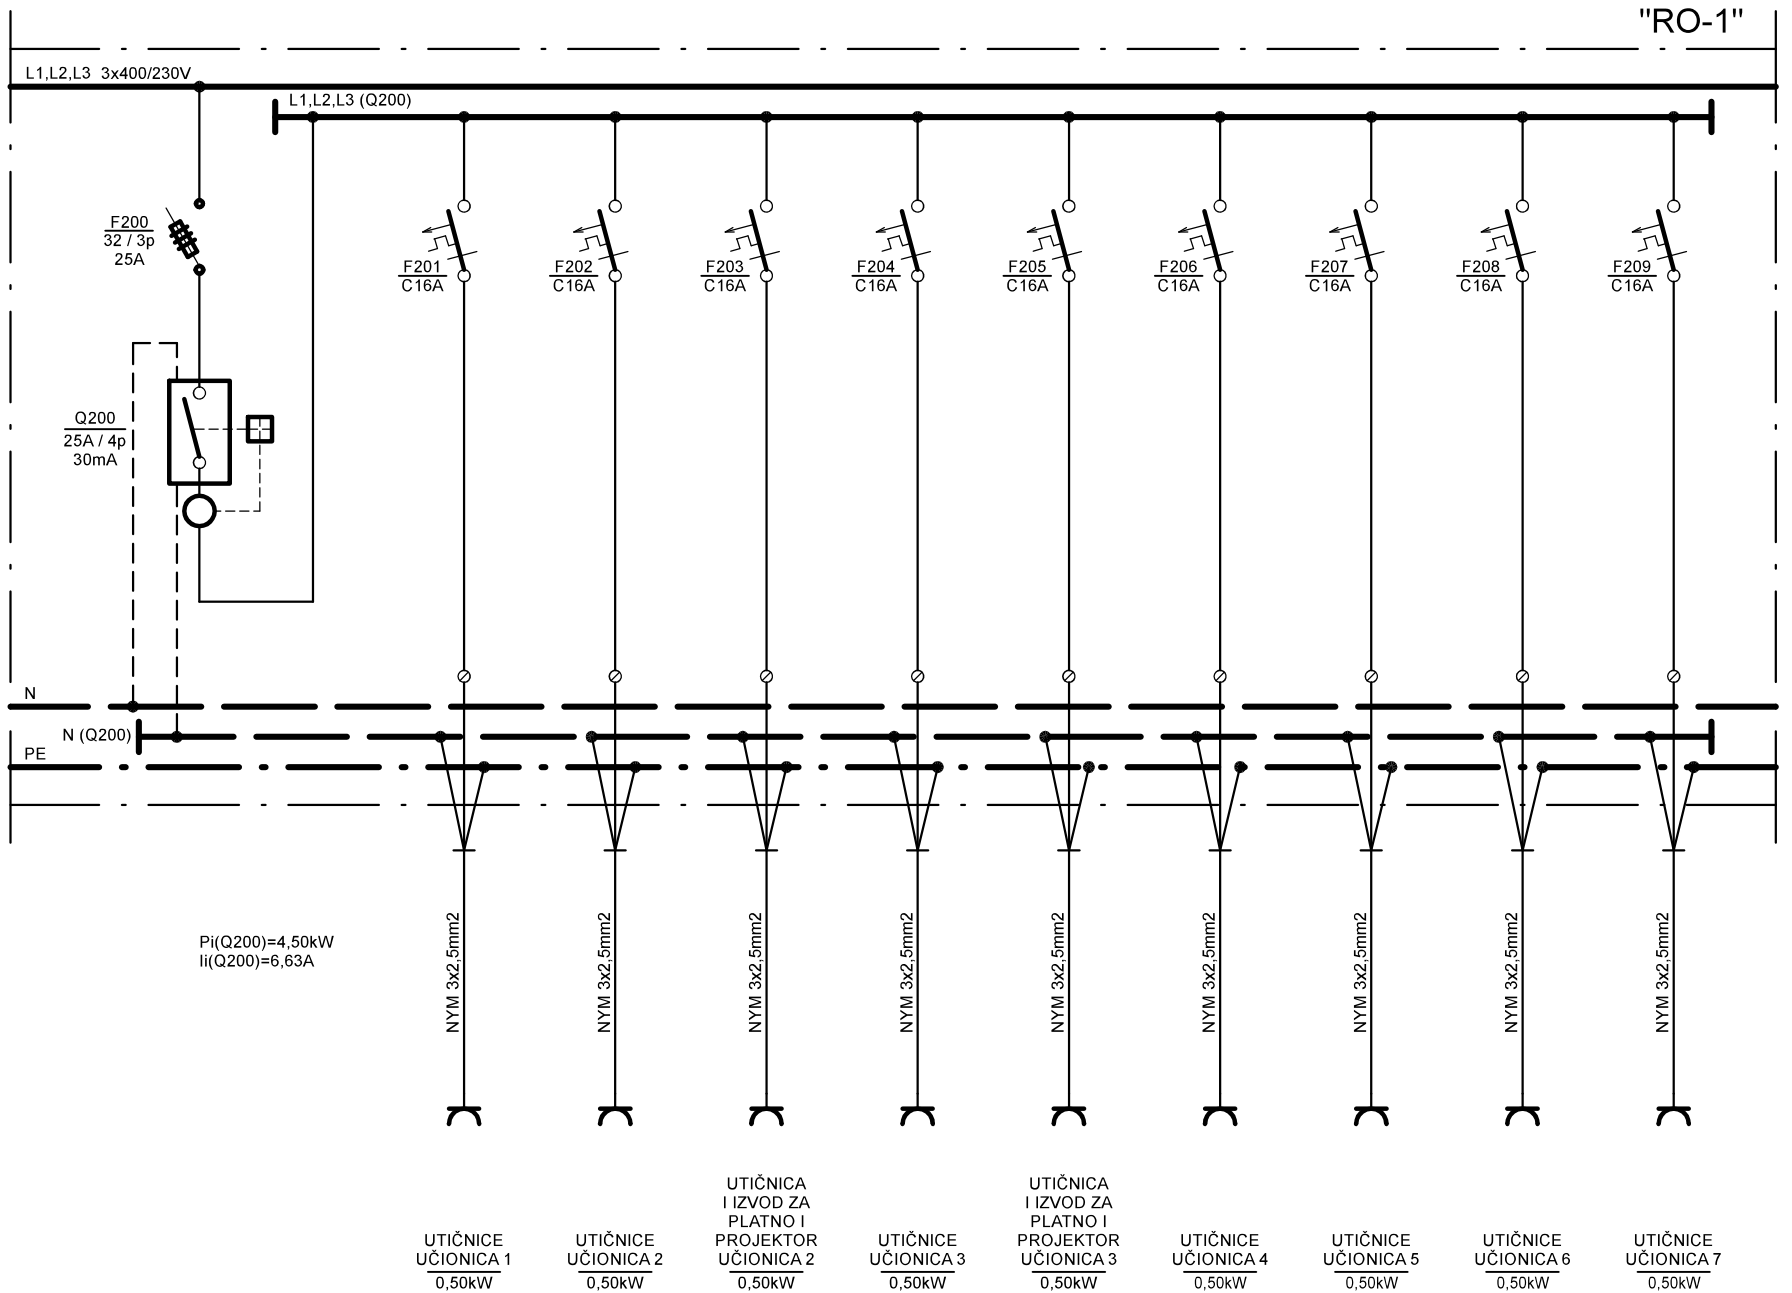 "RO-1"
L1,L2,L3 3x400/230V
L1,L2,L3 (Q200)
F200
32 / 3p
25A
F201
C16A
F202
C16A
F203
C16A
F204
C16A
F205
C16A
F206
C16A
F207
C16A
F208
C16A
F209
C16A
Q200
25A / 4p
30mA
N
N (Q200)
PE
Pi(Q200)=4,50kW
Ii(Q200)=6,63A
NYM 3x2,5mm2
NYM 3x2,5mm2
NYM 3x2,5mm2
NYM 3x2,5mm2
NYM 3x2,5mm2
NYM 3x2,5mm2
NYM 3x2,5mm2
NYM 3x2,5mm2
NYM 3x2,5mm2
UTIČNICE
UČIONICA 1
0,50kW
UTIČNICE
UČIONICA 2
0,50kW
UTIČNICA
I IZVOD ZA
PLATNO I
PROJEKTOR
UČIONICA 2
0,50kW
UTIČNICE
UČIONICA 3
0,50kW
UTIČNICA
I IZVOD ZA
PLATNO I
PROJEKTOR
UČIONICA 3
0,50kW
UTIČNICE
UČIONICA 4
0,50kW
UTIČNICE
UČIONICA 5
0,50kW
UTIČNICE
UČIONICA 6
0,50kW
UTIČNICE
UČIONICA 7
0,50kW